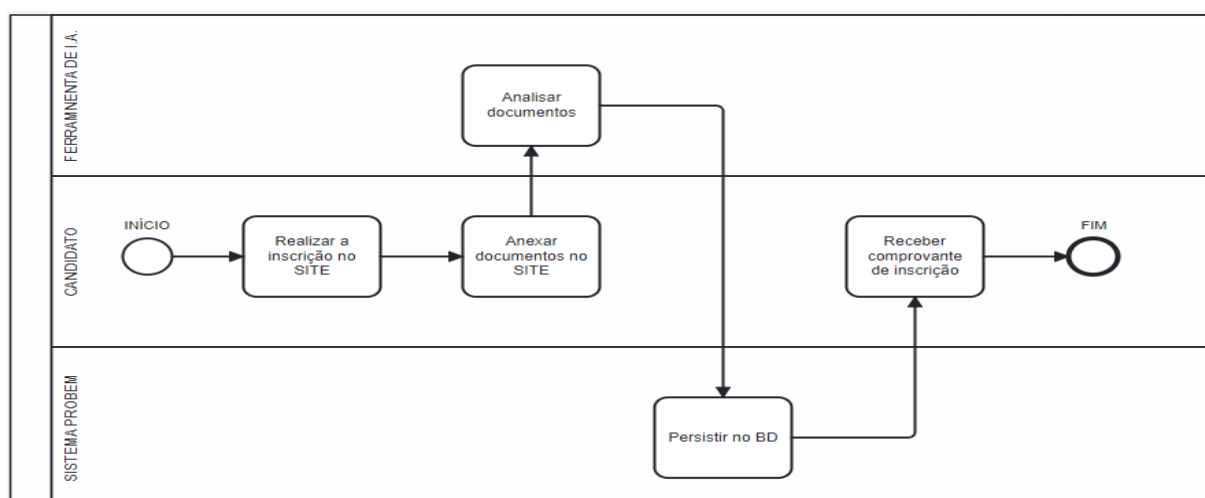 FERRAMNENTA DE I.A.
Analisar
documentos
CANDIDATO
INÍCIO
Realizar a
inscrição no
SITE
Anexar
documentos no
SITE
Receber
comprovante
de inscrição
FIM
SISTEMA PROBEM
Persistir no BD